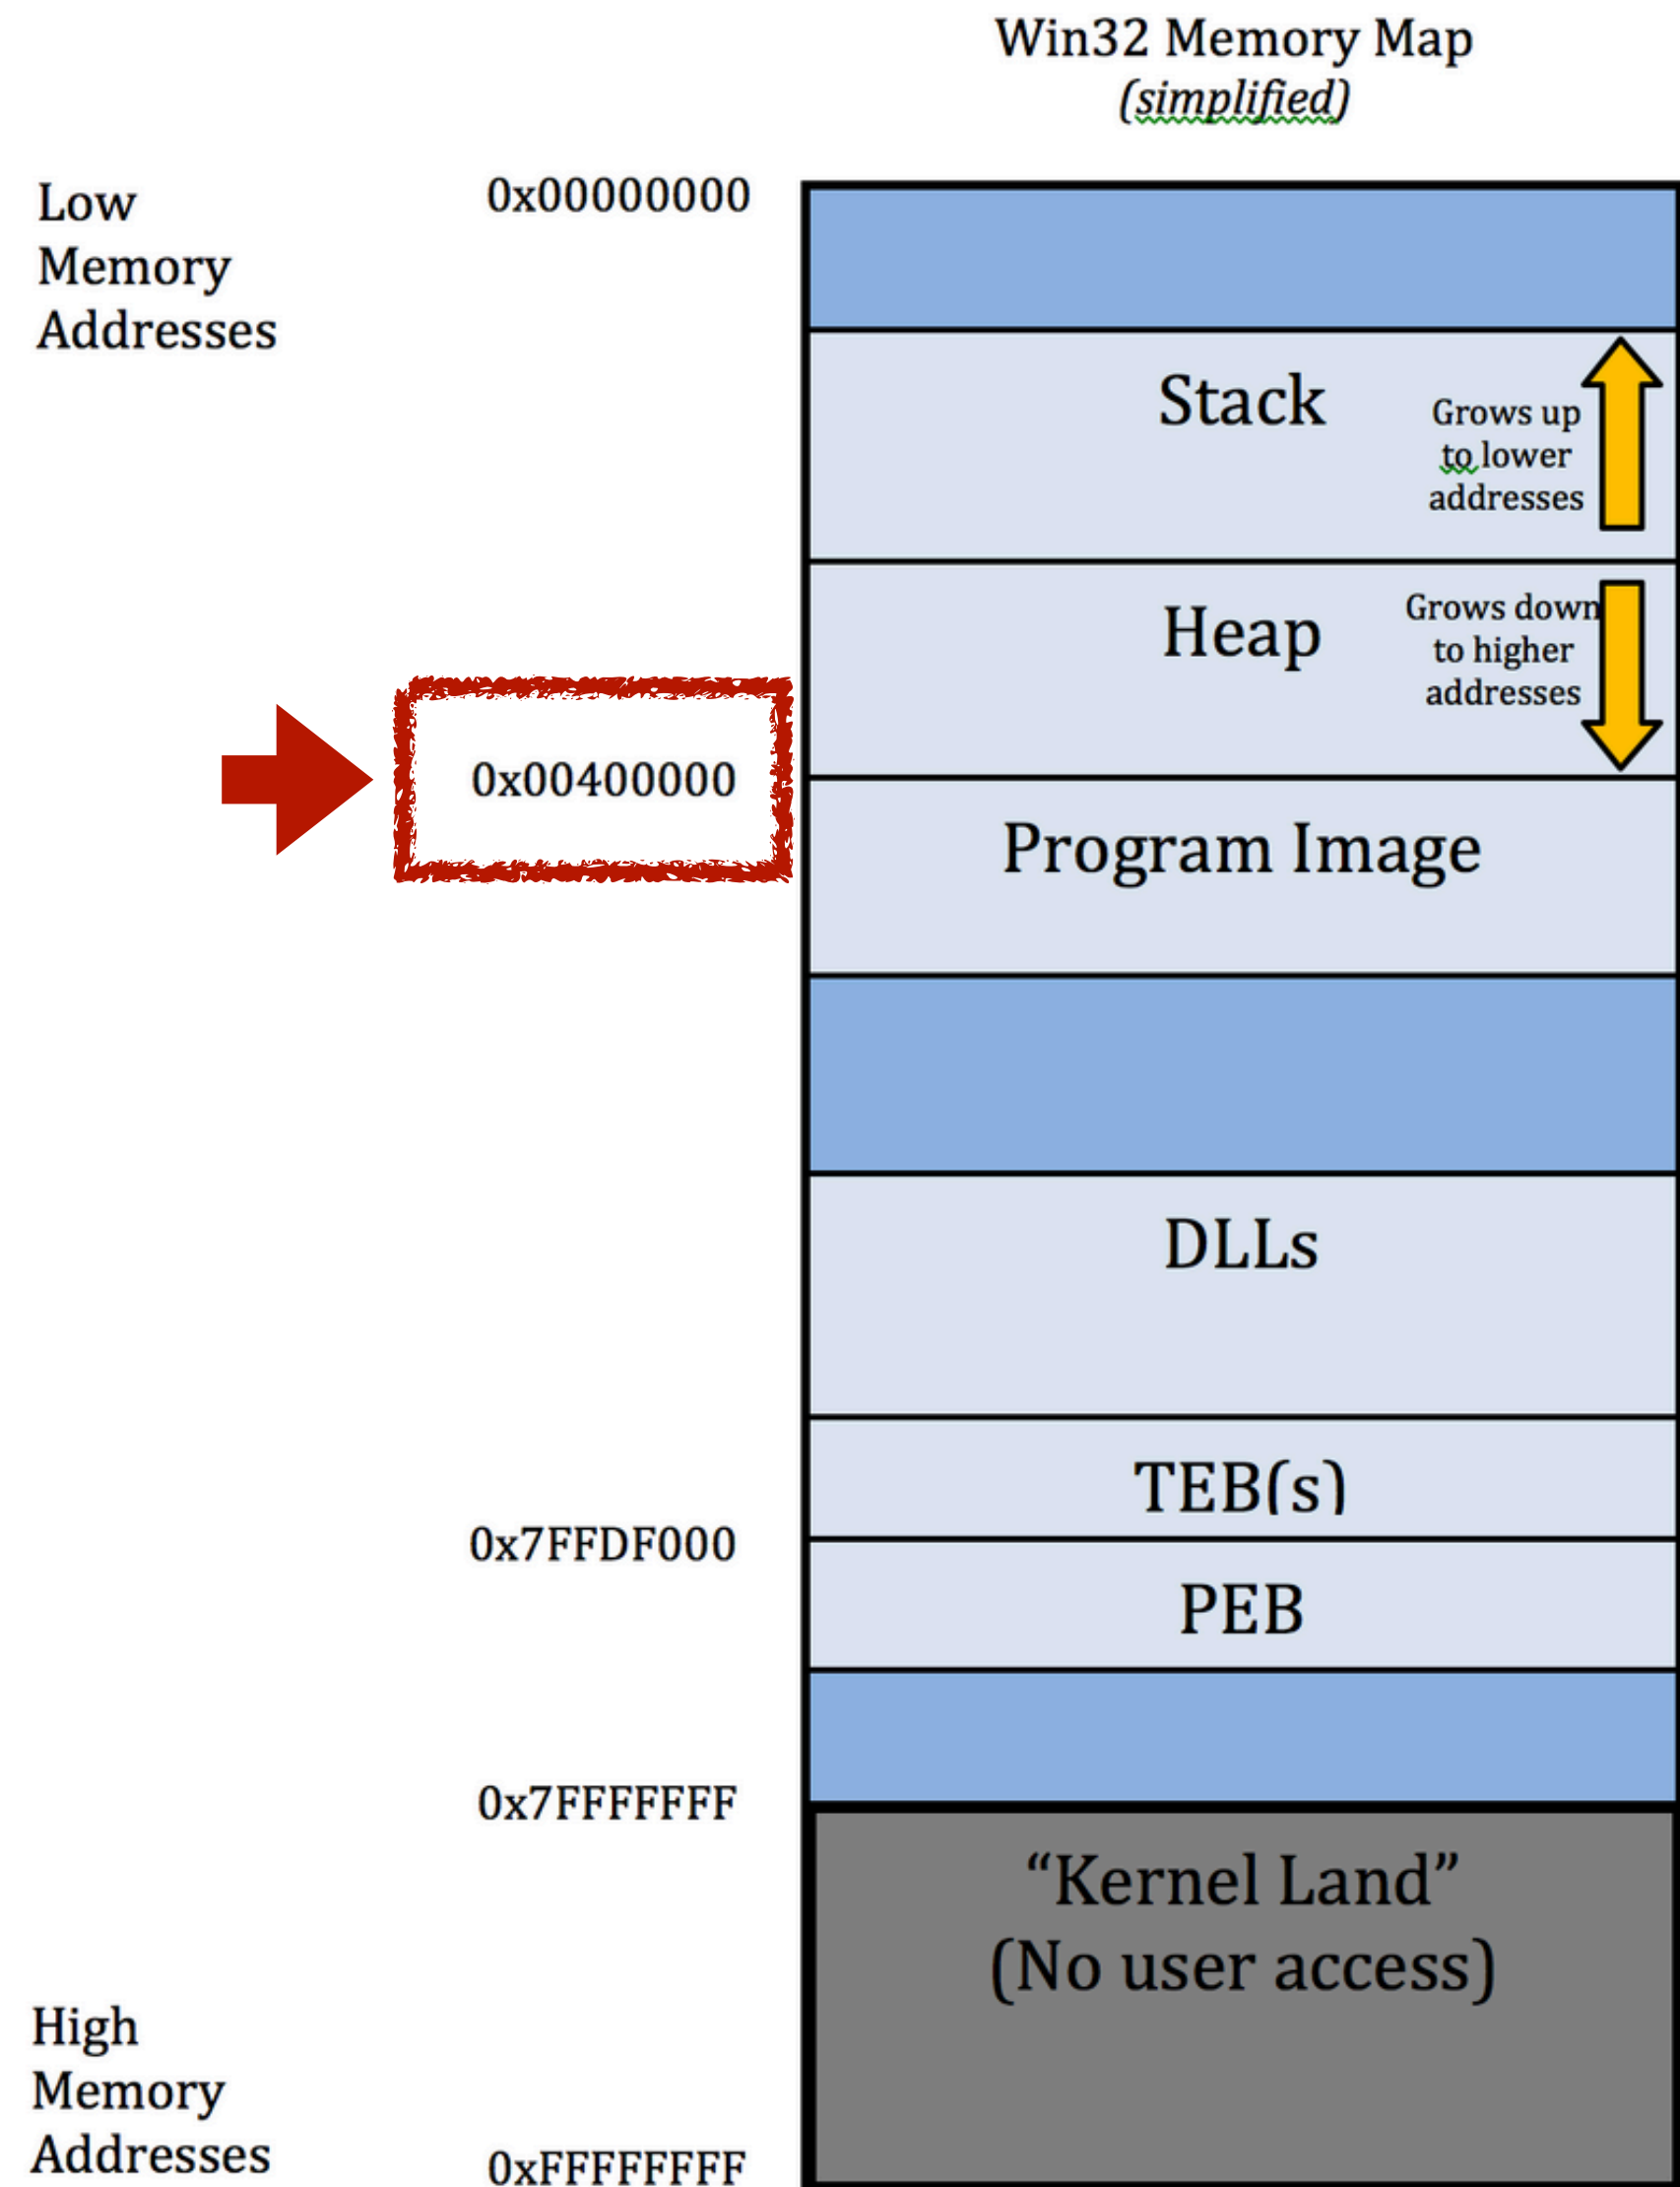 Win32 Memory Map
(simplified)
Low
Memory
Addresses
0x00000000
Stack
Grows up
to lower
addresses
Heap
Grows down
to higher
addresses
0x00400000
Program Image
DLLs
TEB(s)
0x7FFDF000
PEB
0x7FFFFFFF
“Kernel Land”
(No user access)
High
Memory
Addresses
0xFFFFFFFF